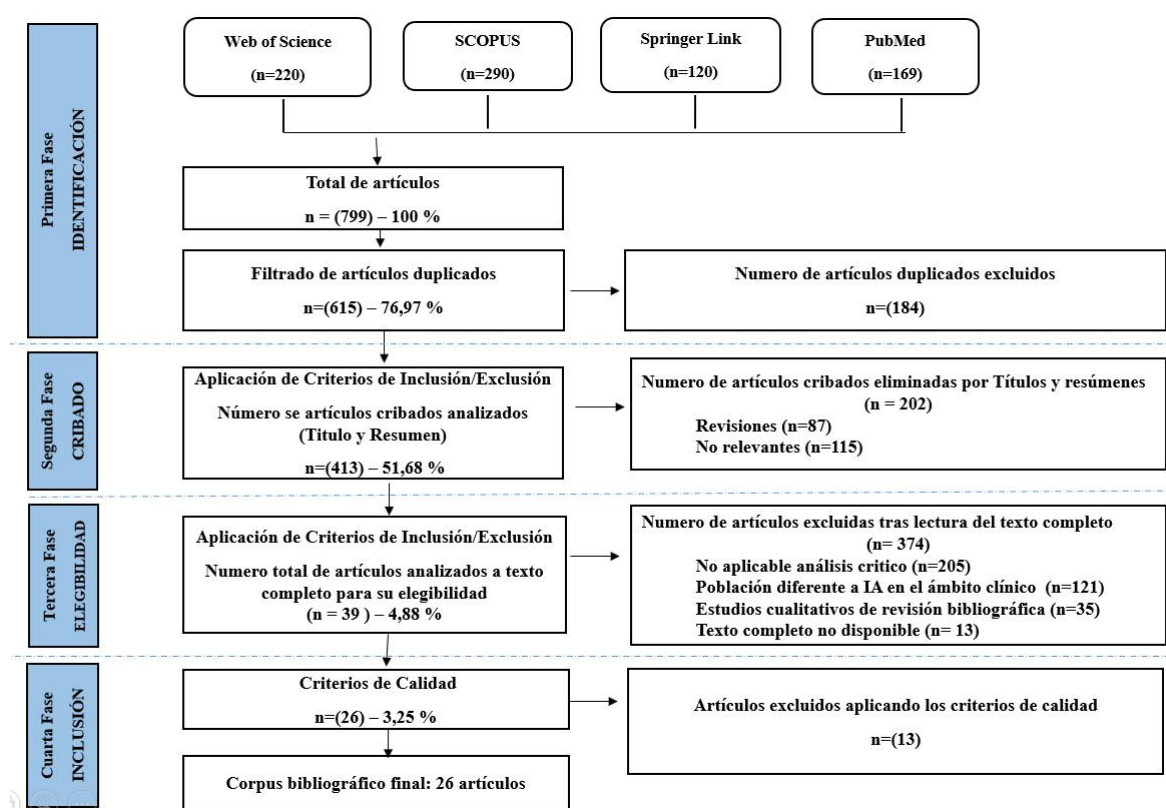 Web of Science
(n=220)
SCOPUS
(n=290)
Springer Link
(n=120)
PubMed
(n=169)
Primera Fase
IDENTIFICACIÓN
Total de artículos
n = (799) – 100 %
Filtrado de artículos duplicados
n=(615) – 76,97 %
Numero de artículos duplicados excluidos
n=(184)
Segunda Fase
CRIBADO
Aplicación de Criterios de Inclusión/Exclusión
Número se artículos cribados analizados
(Titulo y Resumen)
n=(413) – 51,68 %
Numero de artículos cribados eliminadas por Títulos y resúmenes
(n = 202)
Revisiones (n=87)
No relevantes (n=115)
Tercera Fase
ELEGIBILIDAD
Aplicación de Criterios de Inclusión/Exclusión
Numero total de artículos analizados a texto
completo para su elegibilidad
(n = 39 ) – 4,88 %
Numero de artículos excluidas tras lectura del texto completo
(n= 374)
No aplicable análisis critico (n=205)
Población diferente a IA en el ámbito clínico (n=121)
Estudios cualitativos de revisión bibliográfica (n=35)
Texto completo no disponible (n= 13)
Cuarta Fase
INCLUSIÓN
Criterios de Calidad
n=(26) – 3,25 %
Artículos excluidos aplicando los criterios de calidad
n=(13)
Corpus bibliográfico final: 26 artículos